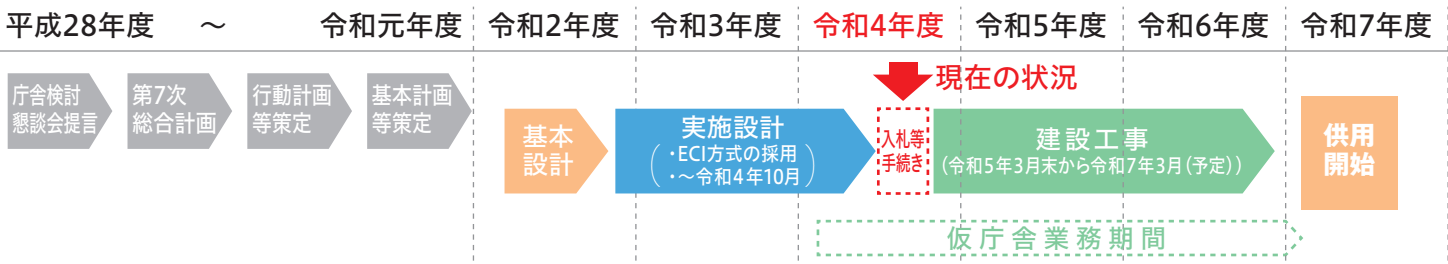 平成28年度 ～ 令和元年度 令和2年度 令和3年度 令和4年度 令和5年度 令和6年度 令和7年度
現在の状況
庁舎検討
懇談会提言
第7次
総合計画
行動計画
等策定
基本計画
等策定
基本
設計
実施設計
(・ECI方式の採用
・～令和4年10月)
入札等
手続き
建設工事
(令和5年3月末から令和7年3月(予定))
供用
開始
仮庁舎業務期間